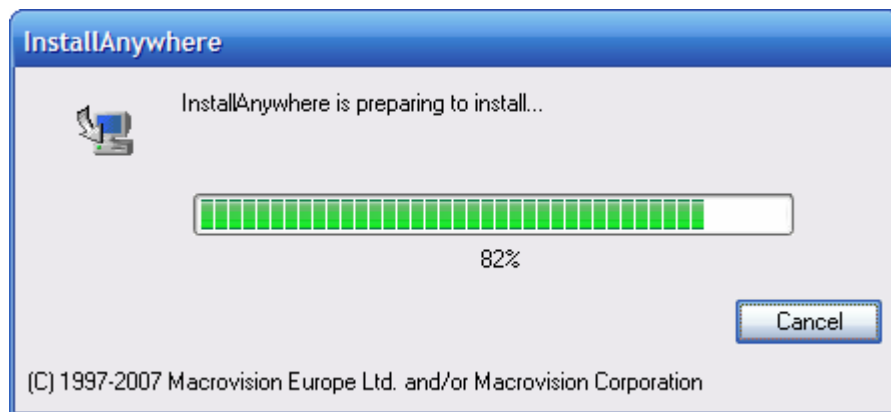 InstallAnywhere
InstallAnywhere is preparing to install...
82%
Cancel
(C) 1997-2007 Macrovision Europe Ltd. and/or Macrovision Corporation